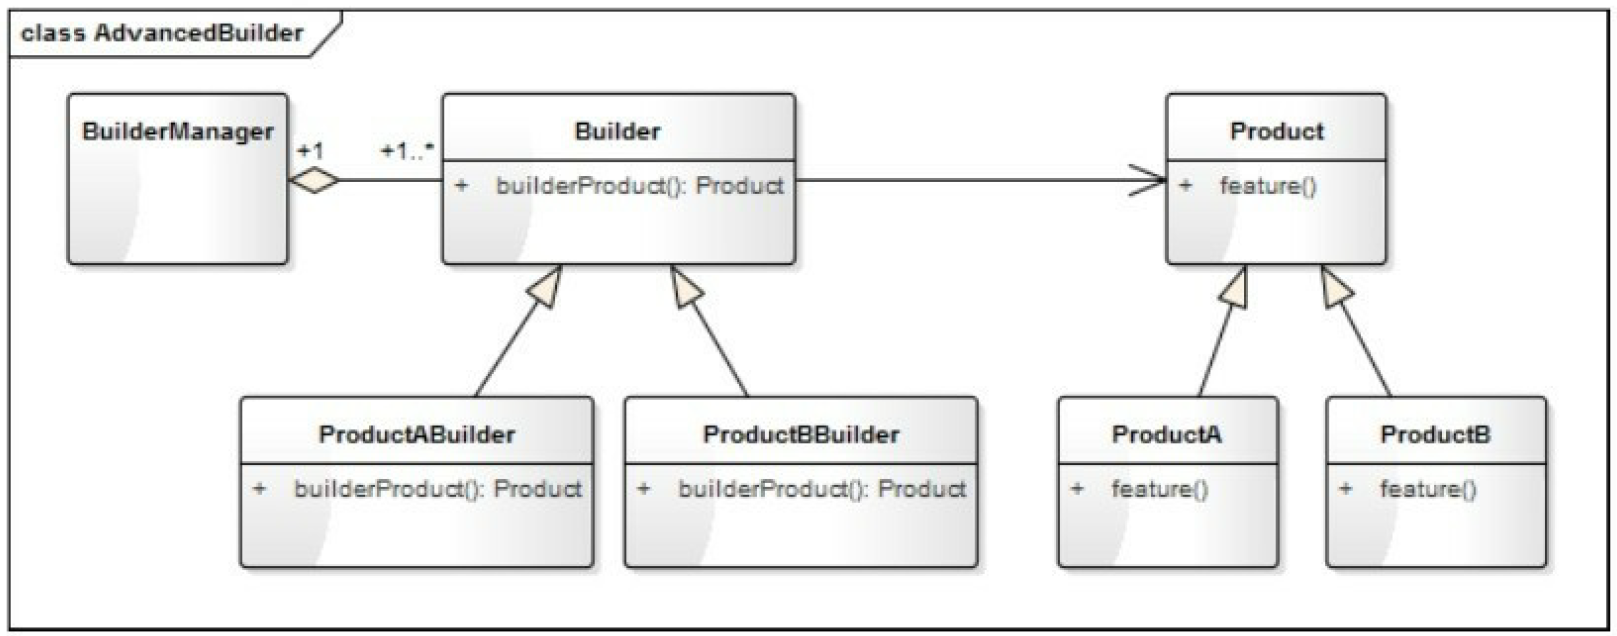 class AdvancedBuilder
BuilderManager
+1
+1..*
Builder
+ builderProduct(): Product
Product
+ feature()
ProductABuilder
+ builderProduct(): Product
ProductBBuilder
+ builderProduct(): Product
ProductA
+ feature()
ProductB
+ feature()